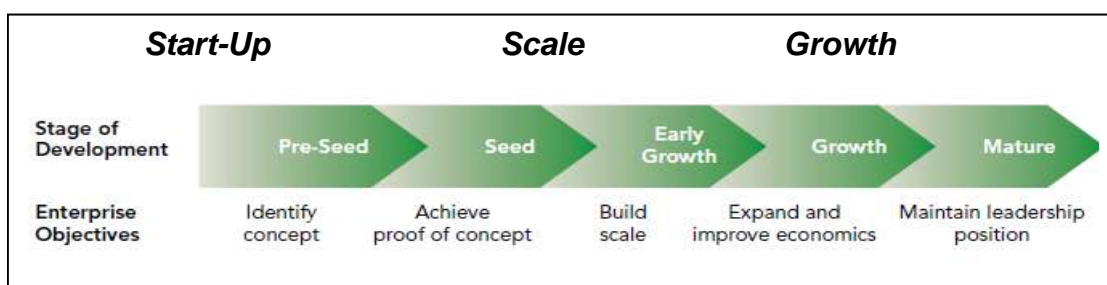 Start-Up Scale Growth
Stage of
Development
Pre-Seed Seed Early
Growth Growth Mature
Enterprise
Objectives
Identify
concept
Achieve
proof of concept
Build
scale
Expand and
improve economics
Maintain leadership
position